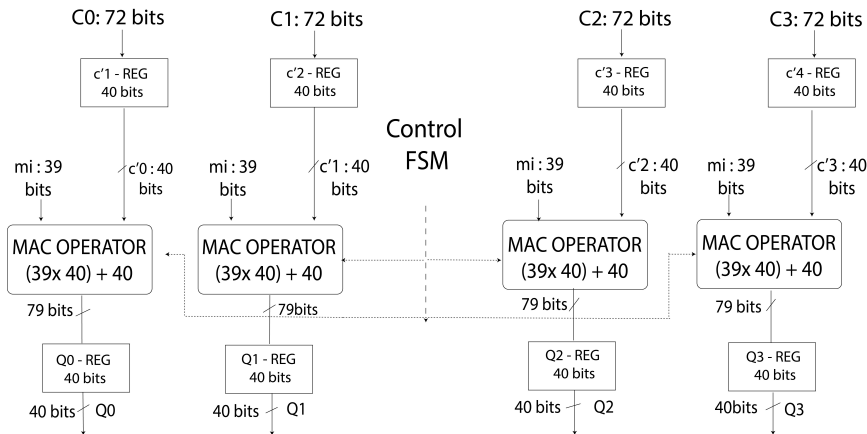 C0: 72 bits
C1: 72 bits
C2: 72 bits
C3: 72 bits
c'1 - REG
40 bits
c'2 - REG
40 bits
c'3 - REG
40 bits
c'4 - REG
40 bits
Control
FSM
mi : 39
bits
c'0 : 40
bits
mi : 39
bits
c'1 : 40
bits
mi : 39
bits
c'2 : 40
bits
mi : 39
bits
c'3 : 40
bits
MAC OPERATOR
(39x 40) + 40
MAC OPERATOR
(39x 40) + 40
MAC OPERATOR
(39x 40) + 40
MAC OPERATOR
(39x 40) + 40
79 bits
79bits
79 bits
79 bits
Q0 - REG
40 bits
Q1 - REG
40 bits
Q2 - REG
40 bits
Q3 - REG
40 bits
40 bits Q0
40 bits Q1
40 bits Q2
40bits Q3